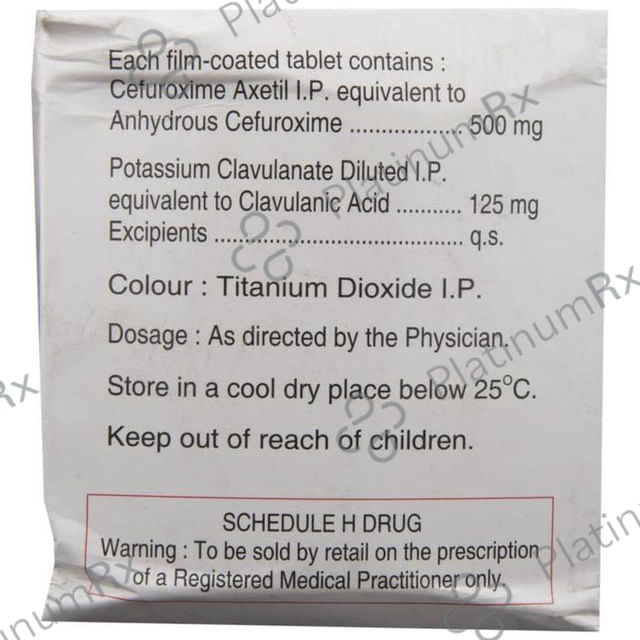 Each film-coated tablet contains :
Cefuroxime Axetil I.P. equivalent to
Anhydrous Cefuroxime .................. 500 mg
Potassium Clavulanate Diluted I.P.
equivalent to Clavulanic Acid ........... 125 mg
Excipients ......................................... q.s.
Colour : Titanium Dioxide I.P.
Dosage : As directed by the Physician.
Store in a cool dry place below 25°C.
Keep out of reach of children.
SCHEDULE H DRUG
Warning : To be sold by retail on the prescription
of a Registered Medical Practitioner only.
PlatinumRx
PlatinumRx
PlatinumRx